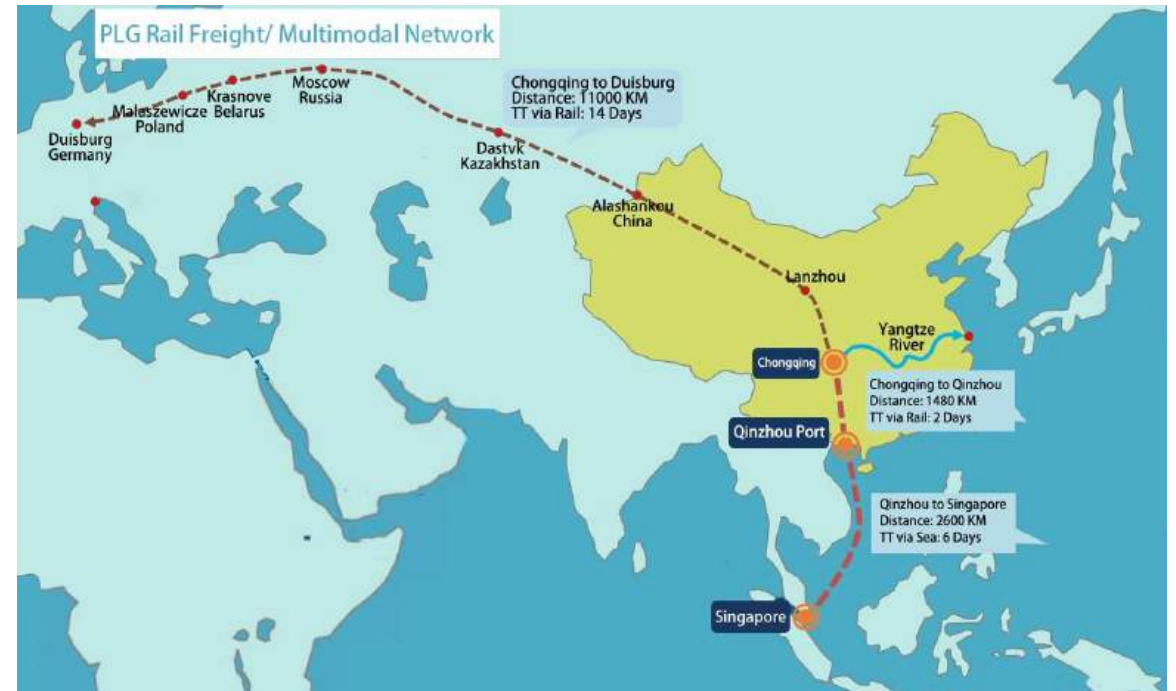 PLG Rail Freight/ Multimodal Network
Moscow
Russia
Krasnove
Belarus
Malaszewicze
Poland
Duisburg
Germany
Chongqing to Duisburg
Distance: 11000 KM
TT via Rail: 14 Days
Dastvk
Kazakhstan
Alashankou
China
Lanzhou
Yangtze
River
Chongqing
Chongqing to Qinzhou
Distance: 1480 KM
TT via Rail: 2 Days
Qinzhou Port
Qinzhou to Singapore
Distance: 2600 KM
TT via Sea: 6 Days
Singapore